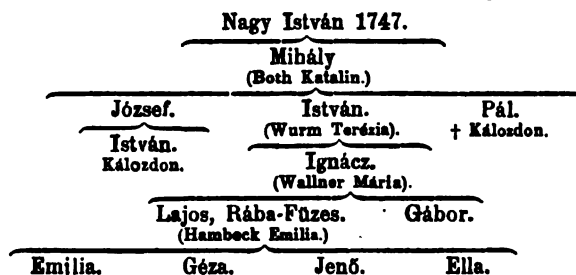 Nagy István 1747.
Mihály
(Both Katalin.)
József. István. Pál.
(Wurm Terézia). † Kálozdon.
István.
Kálozdon.
Ignácz.
(Wallner Mária).
Lajos, Rába-Füzes. Gábor.
(Hambeck Emilia.)
Emilia. Géza. Jenő. Ella.